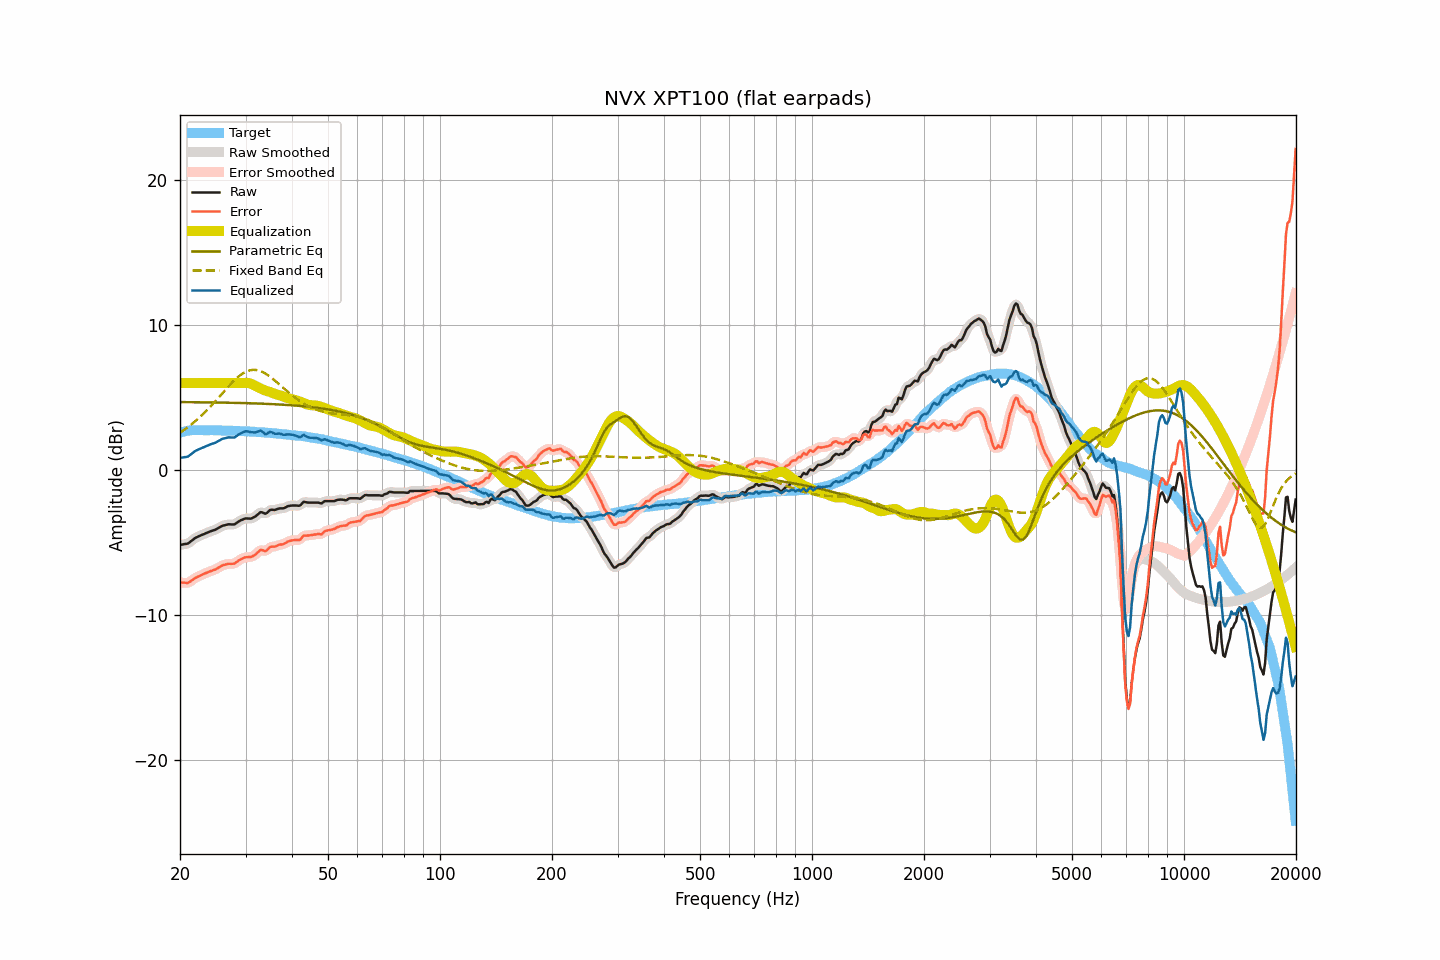 NVX XPT100 (flat earpads)
Target
Raw Smoothed
Error Smoothed
Raw
Error
Equalization
Parametric Eq
Fixed Band Eq
Equalized
20
10
0
−10
−20
Amplitude (dBr)
20 50 100 200 500 1000 2000 5000 10000 20000
Frequency (Hz)